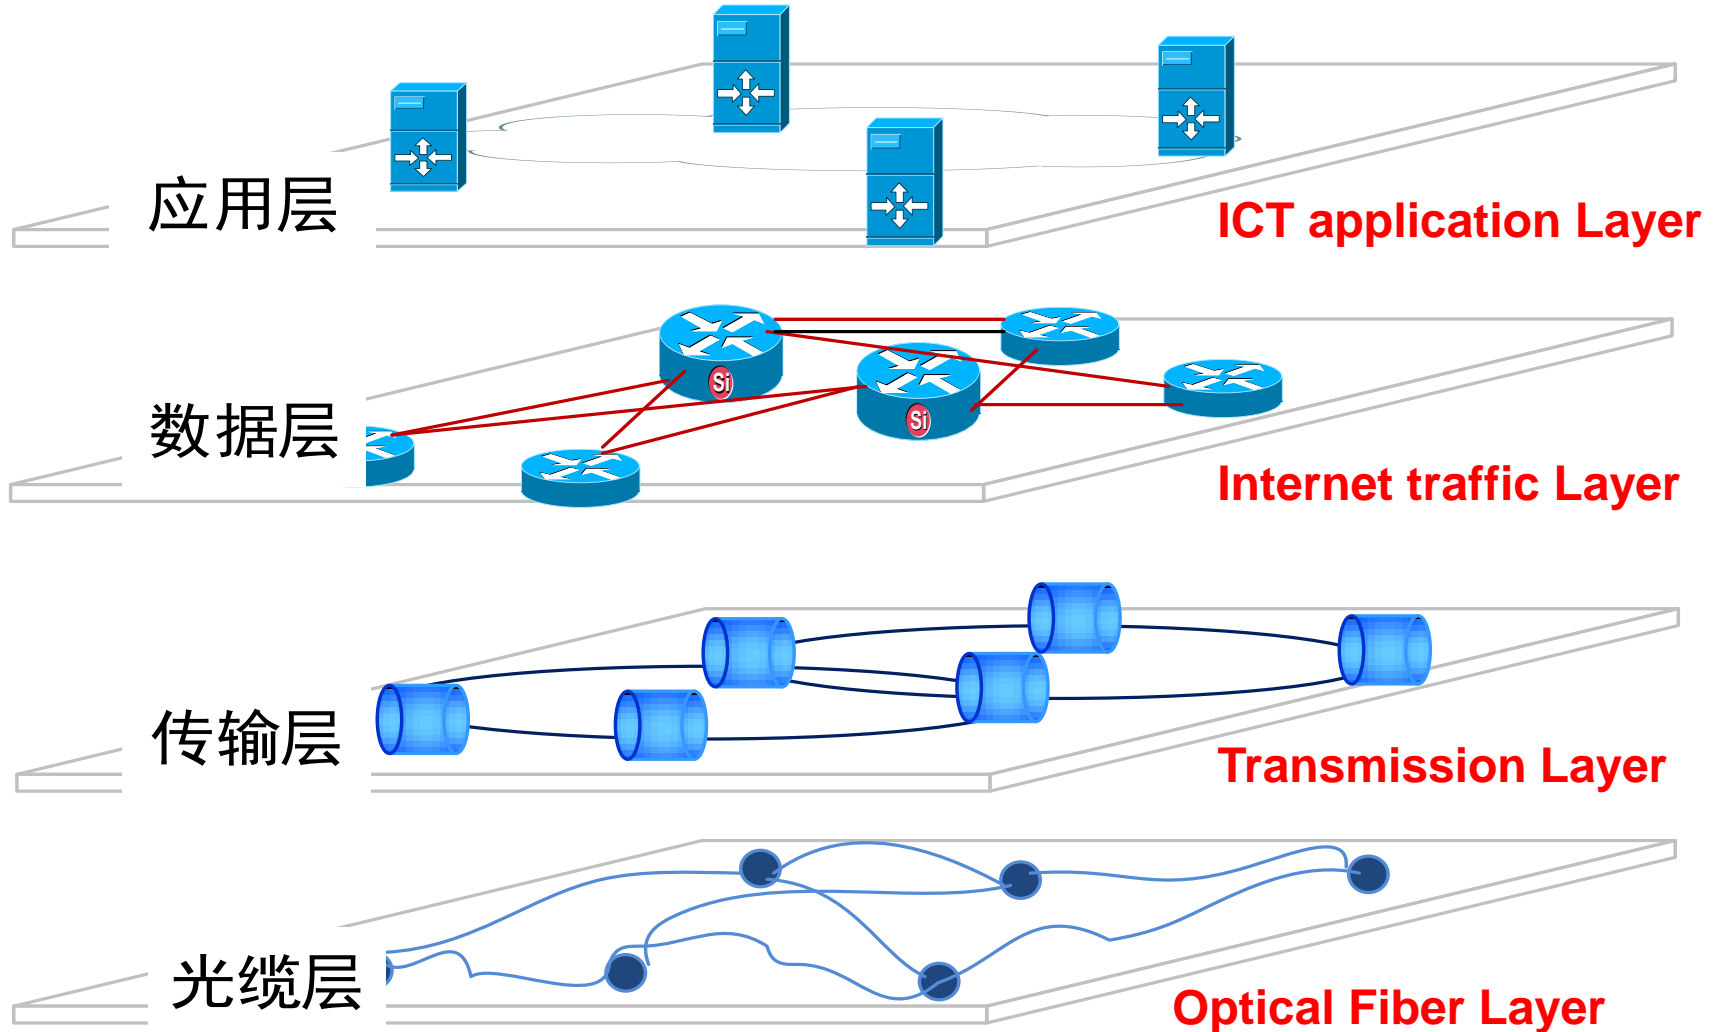 应用层
ICT application Layer
Si
Si
数据层
Internet traffic Layer
传输层
Transmission Layer
光缆层
Optical Fiber Layer